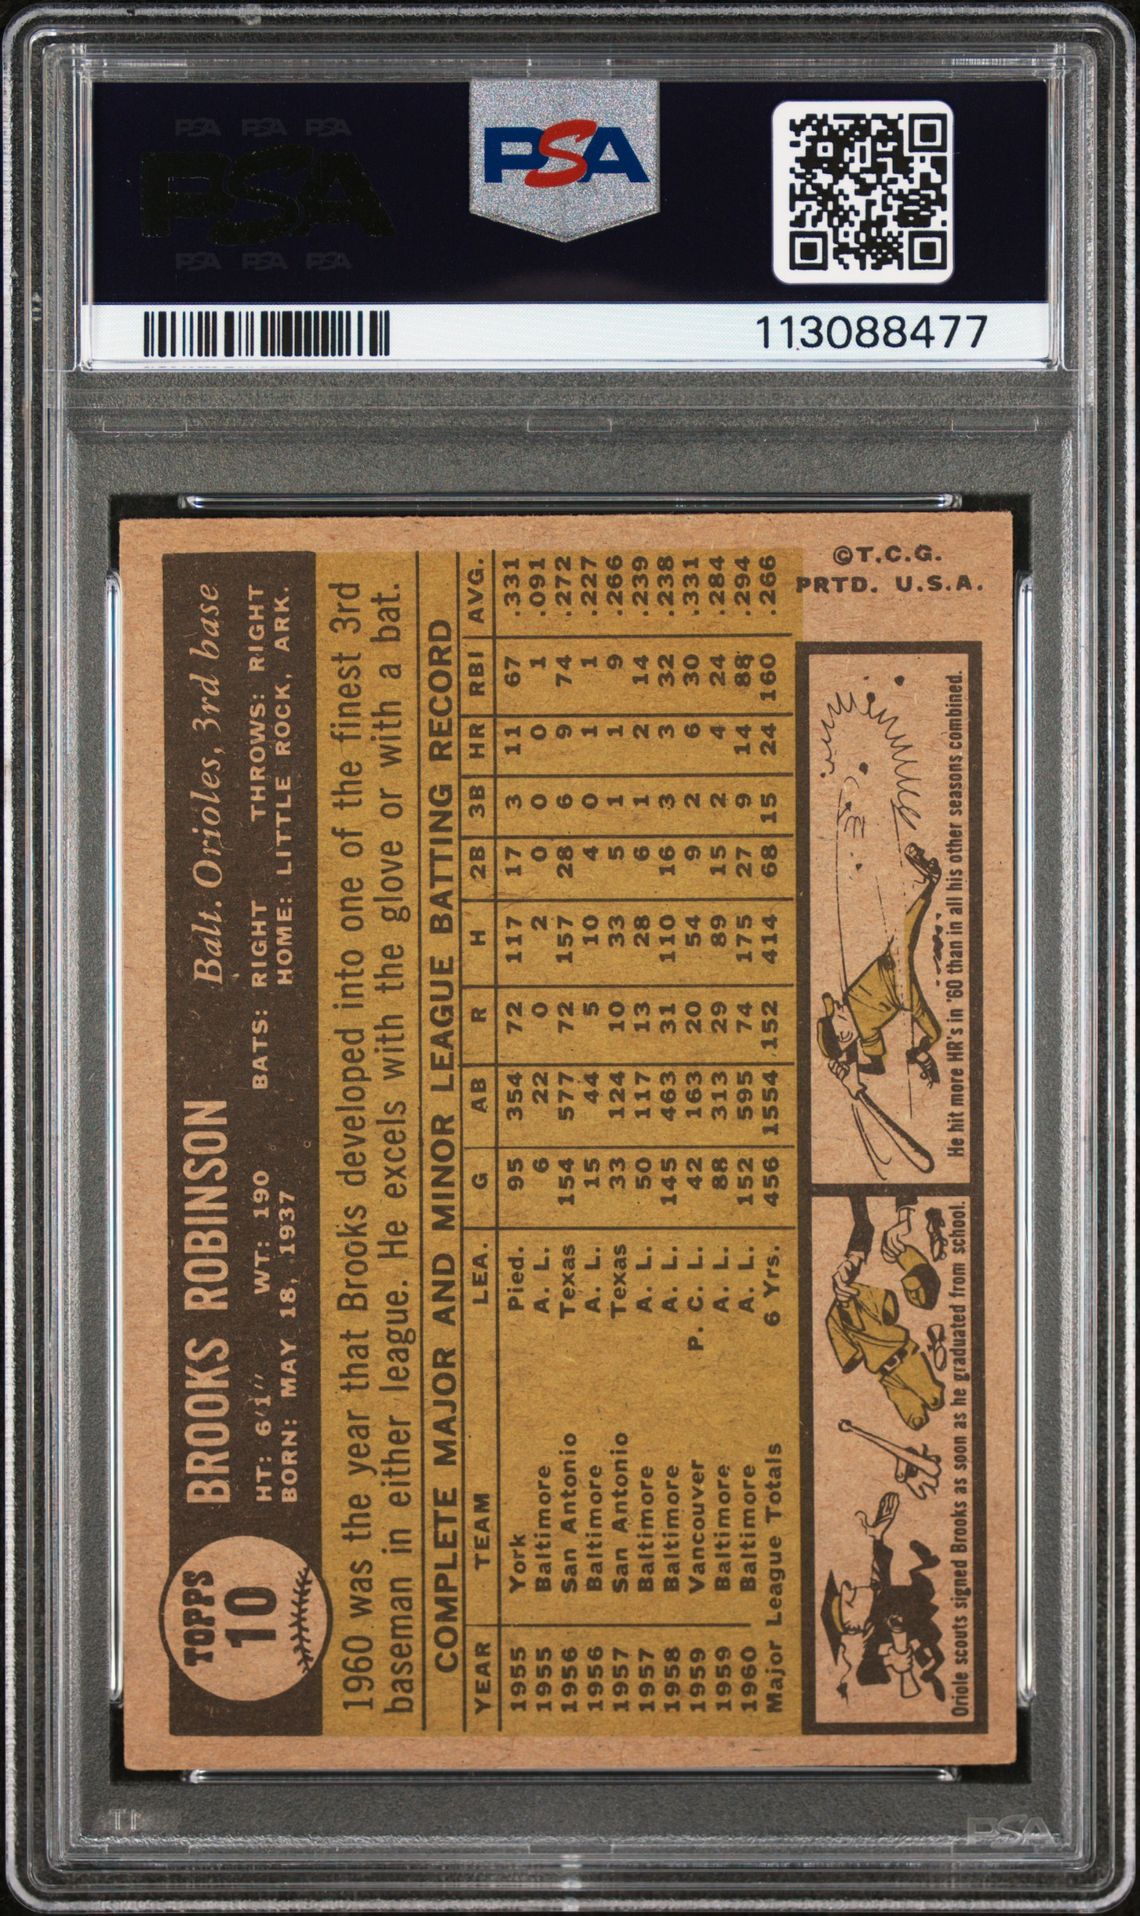 PSA PSA PSA
PSA
PSA PSA PSA
PSA
113088477
TOPPS
10
BROOKS ROBINSON Balt. Orioles, 3rd base
HT: 6'1" WT: 190 BATS: RIGHT THROWS: RIGHT
BORN: MAY 18, 1937 HOME: LITTLE ROCK, ARK.
1960 was the year that Brooks developed into one of the finest 3rd
baseman in either league. He excels with the glove or with a bat.
COMPLETE MAJOR AND MINOR LEAGUE BATTING RECORD
YEAR TEAM LEA. G AB R H 2B 3B HR RBI AVG.
1955 York Pied. 95 354 72 117 17 3 11 67 .331
1955 Baltimore A. L. 6 22 0 2 0 0 0 1 .091
1956 San Antonio Texas 154 577 72 157 28 6 9 74 .272
1956 Baltimore A. L. 15 44 5 10 4 0 1 1 .227
1957 San Antonio Texas 33 124 10 33 5 1 1 9 .266
1957 Baltimore A. L. 50 117 13 28 6 1 2 14 .239
1958 Baltimore A. L. 145 463 31 110 16 3 3 32 .238
1959 Vancouver P. C. L. 42 163 20 54 9 2 6 30 .331
1959 Baltimore A. L. 88 313 29 89 15 2 4 24 .284
1960 Baltimore A. L. 152 595 74 175 27 9 14 88 .294
Major League Totals 6 Yrs. 456 1554 152 414 68 15 24 160 .266
Oriole scouts signed Brooks as soon as he graduated from school.
He hit more HR's in '60 than in all his other seasons combined.
©T.C.G.
PRTD. U.S.A.
PSA